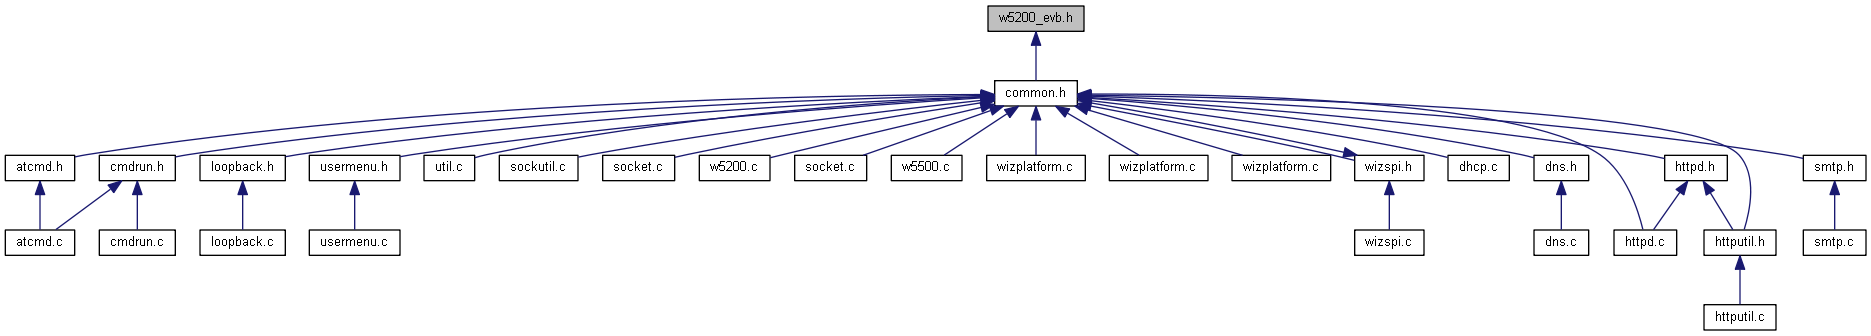 w5200_evb.h
common.h
atcmd.h
cmdrun.h
loopback.h
usermenu.h
util.c
sockutil.c
socket.c
w5200.c
socket.c
w5500.c
wizplatform.c
wizplatform.c
wizplatform.c
wizspi.h
dhcp.c
dns.h
httpd.h
smtp.h
atcmd.c
cmdrun.c
loopback.c
usermenu.c
wizspi.c
dns.c
httpd.c
httputil.h
smtp.c
httputil.c